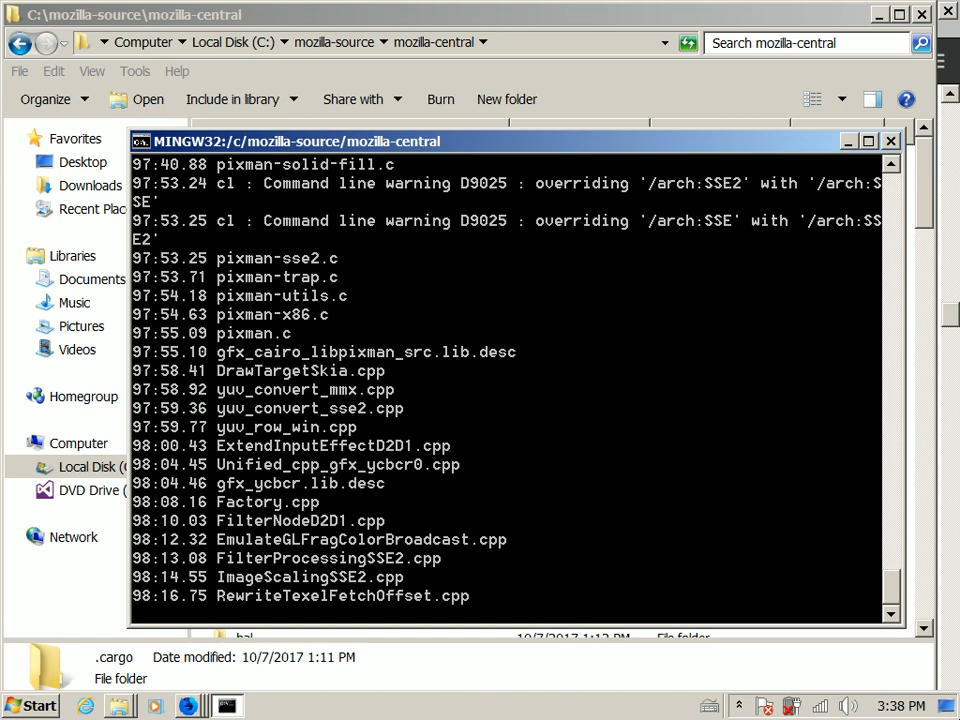 C:\mozilla-source\mozilla-central
Computer Local Disk (C:) mozilla-source mozilla-central
Search mozilla-central
File Edit View Tools Help
Organize Open Include in library Share with Burn New folder
Favorites
Desktop
Downloads
Recent Plac
Libraries
Documents
Music
Pictures
Videos
Homegroup
Computer
Local Disk (
DVD Drive (
Network
MINGW32:/c/mozilla-source/mozilla-central
97:40.88 pixman-solid-fill.c
97:53.24 cl : Command line warning D9025 : overriding '/arch:SSE2' with '/arch:S
SE'
97:53.25 cl : Command line warning D9025 : overriding '/arch:SSE' with '/arch:SS
E2'
97:53.25 pixman-sse2.c
97:53.71 pixman-trap.c
97:54.18 pixman-utils.c
97:54.63 pixman-x86.c
97:55.09 pixman.c
97:55.10 gfx_cairo_libpixman_src.lib.desc
97:58.41 DrawTargetSkia.cpp
97:58.92 yuv_convert_mmx.cpp
97:59.36 yuv_convert_sse2.cpp
97:59.77 yuv_row_win.cpp
98:00.43 ExtendInputEffectD2D1.cpp
98:04.45 Unified_cpp_gfx_ycbcr0.cpp
98:04.46 gfx_ycbcr.lib.desc
98:08.16 Factory.cpp
98:10.03 FilterNodeD2D1.cpp
98:12.32 EmulateGLFragColorBroadcast.cpp
98:13.08 FilterProcessingSSE2.cpp
98:14.55 ImageScalingSSE2.cpp
98:16.75 RewriteTexelFetchOffset.cpp
hal 10/7/2017 1:12 PM File folder
.cargo Date modified: 10/7/2017 1:11 PM
File folder
Start
3:38 PM